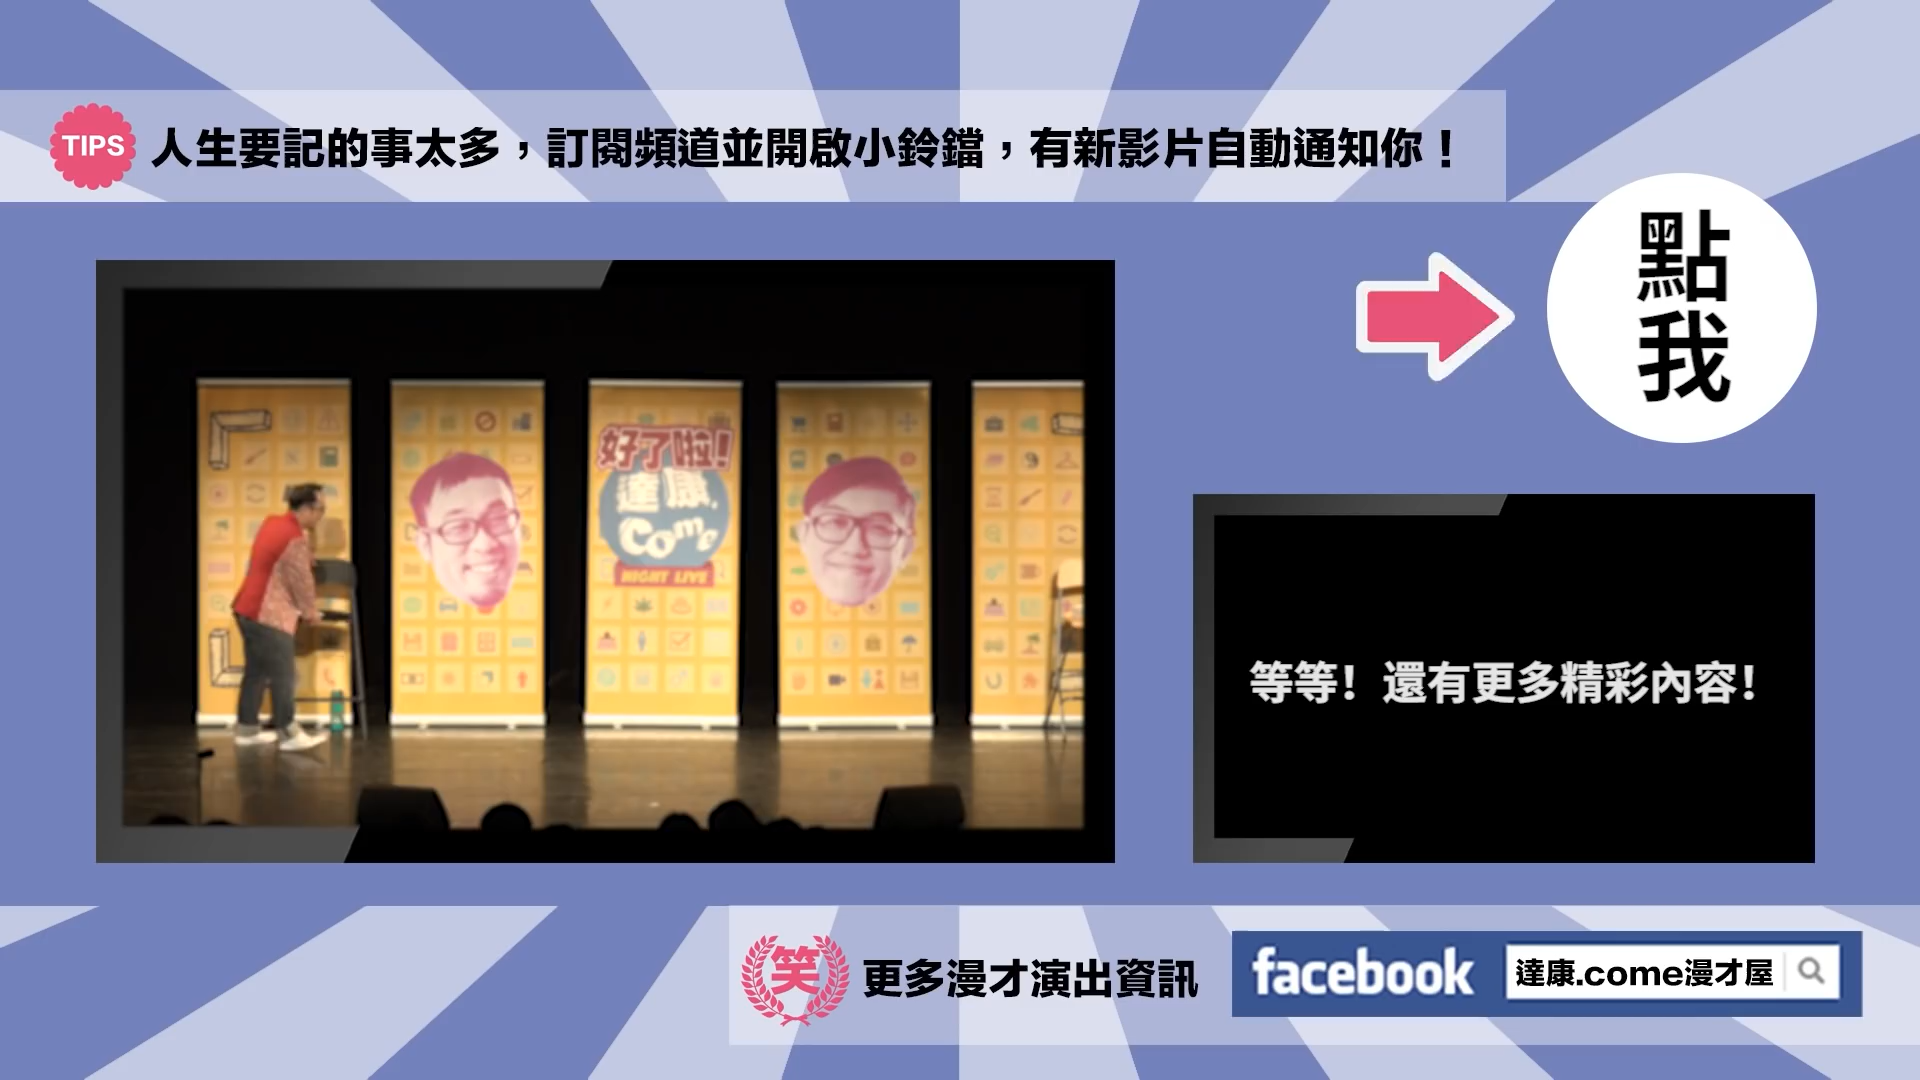 TIPS 人生要記的事太多，訂閱頻道並開啟小鈴鐺，有新影片自動通知你！
點我
好了啦！
達康.
come
NIGHT LIVE
等等！還有更多精彩內容！
笑 更多漫才演出資訊
facebook 達康.come漫才屋